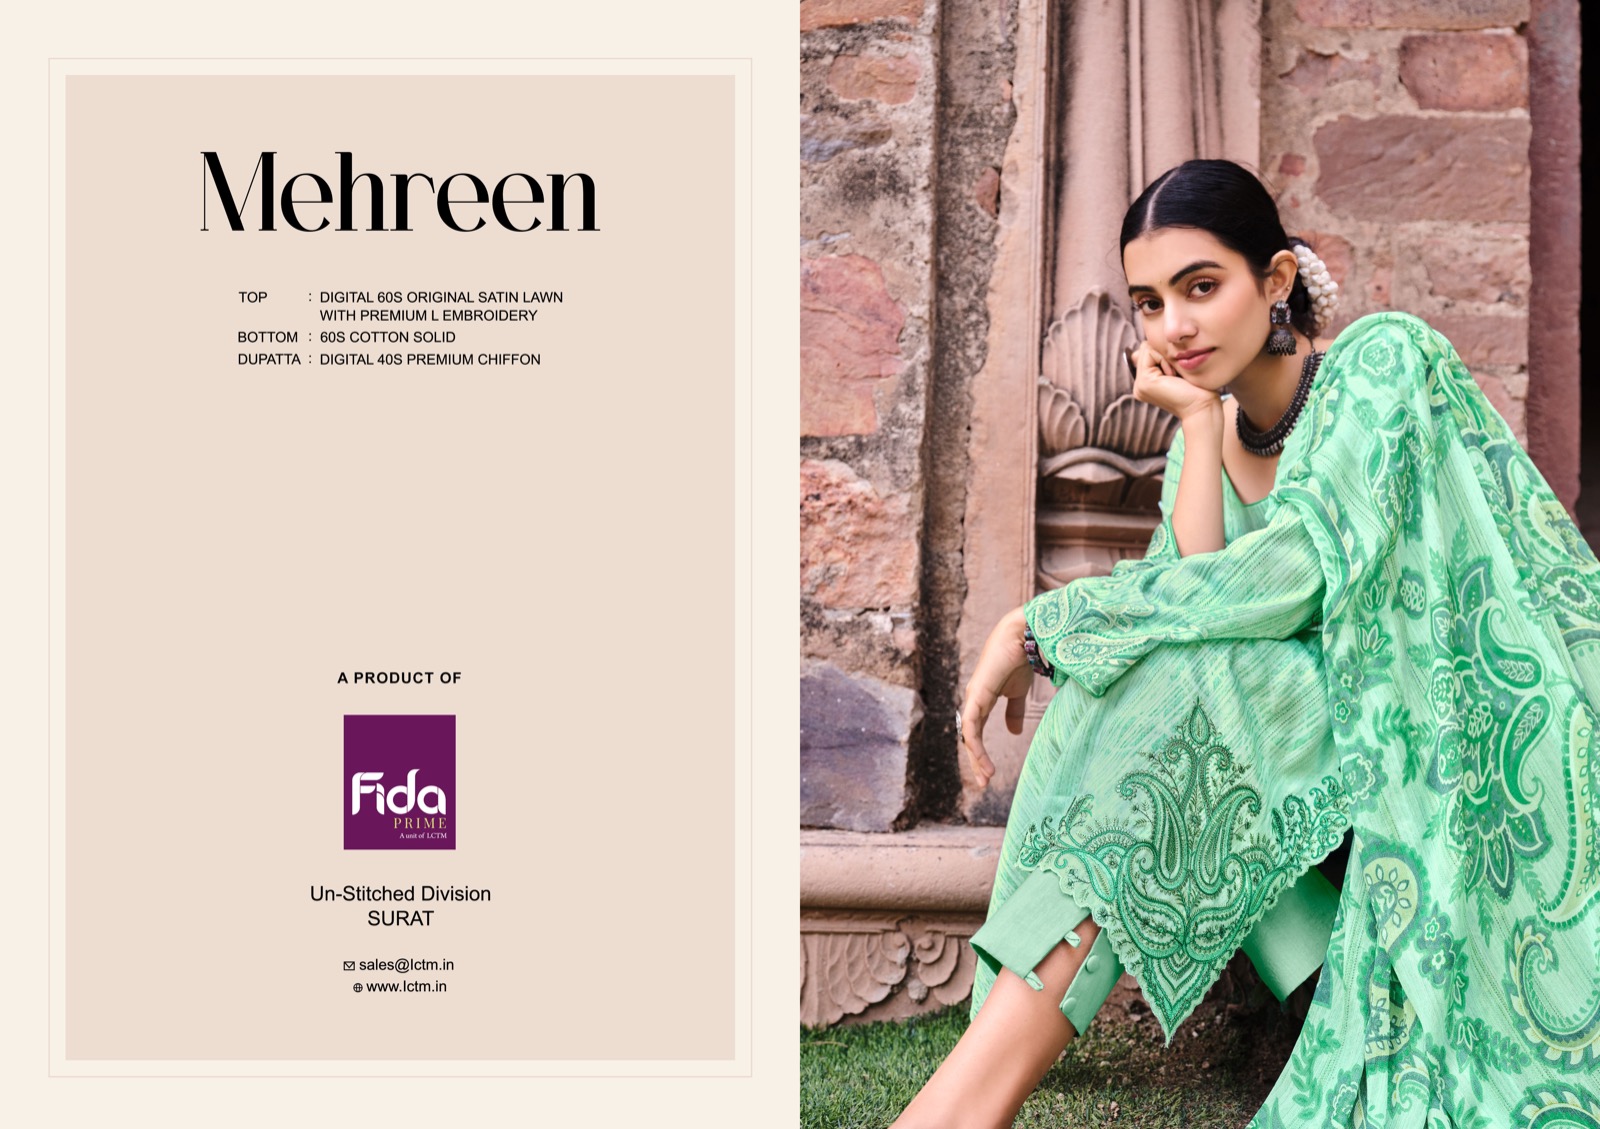 Mehreen
TOP : DIGITAL 60S ORIGINAL SATIN LAWN
WITH PREMIUM L EMBROIDERY
BOTTOM : 60S COTTON SOLID
DUPATTA : DIGITAL 40S PREMIUM CHIFFON
A PRODUCT OF
Fida
PRIME
A unit of LCTM
Un-Stitched Division
SURAT
sales@lctm.in
www.lctm.in